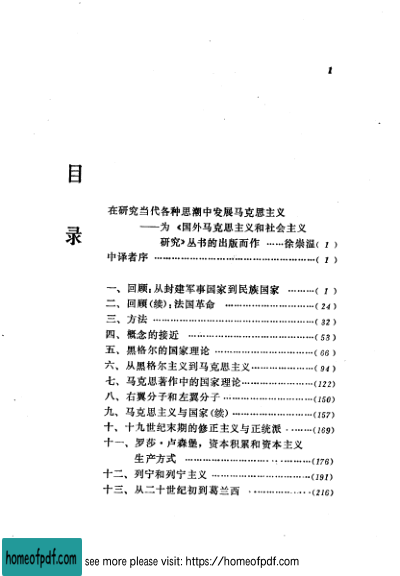 1
目
录
在研究当代各种思潮中发展马克思主义
——为《国外马克思主义和社会主义
研究》丛书的出版而作 ……徐崇温( 1 )
中译者序 ………………………………………( 1 )
一、回顾：从封建军事国家到民族国家 ………( 1 )
二、回顾(续)：法国革命 ………………(24)
三、方法 ………………………………(32)
四、概念的接近 ………………………(53)
五、黑格尔的国家理论 ………………(66)
六、从黑格尔主义到马克思主义 …………(94)
七、马克思著作中的国家理论……………(122)
八、右翼分子和左翼分子 ………………(150)
九、马克思主义与国家(续) ……………(157)
十、十九世纪末期的修正主义与正统派 ……(169)
十一、罗莎·卢森堡，资本积累和资本主义
生产方式 ………………………(176)
十二、列宁和列宁主义 …………………(191)
十三、从二十世纪初到葛兰西 ……………(216)
homeofpdf.com
see more please visit: https://homeofpdf.com